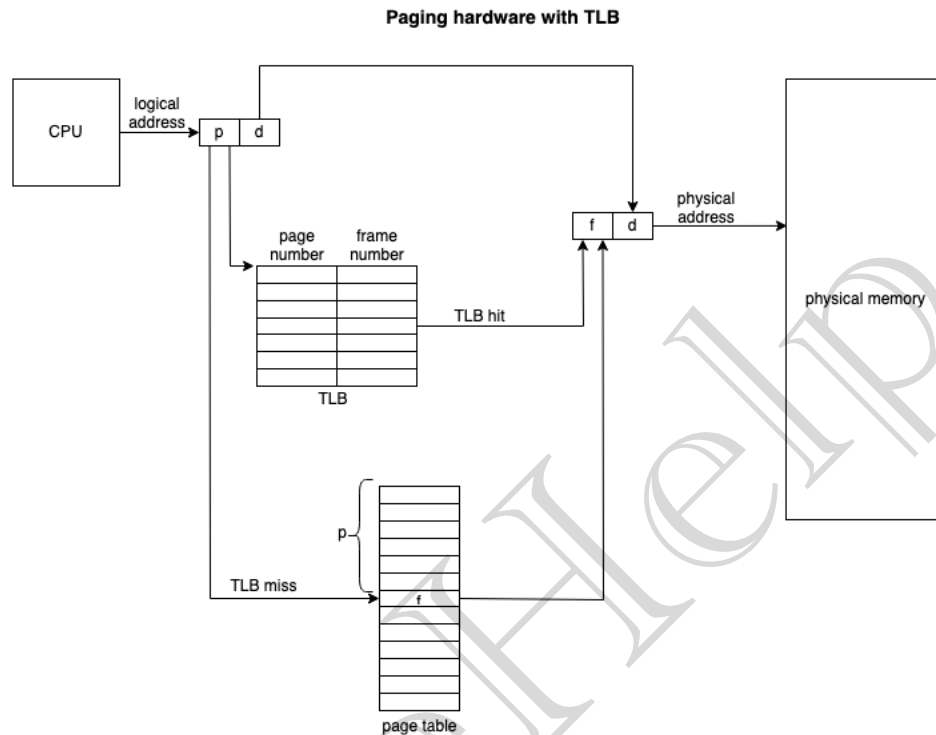 Paging hardware with TLB
CPU
logical
address
p
d
page
number
frame
number
TLB hit
TLB
f
d
physical
address
physical memory
p
TLB miss
f
page table
Help